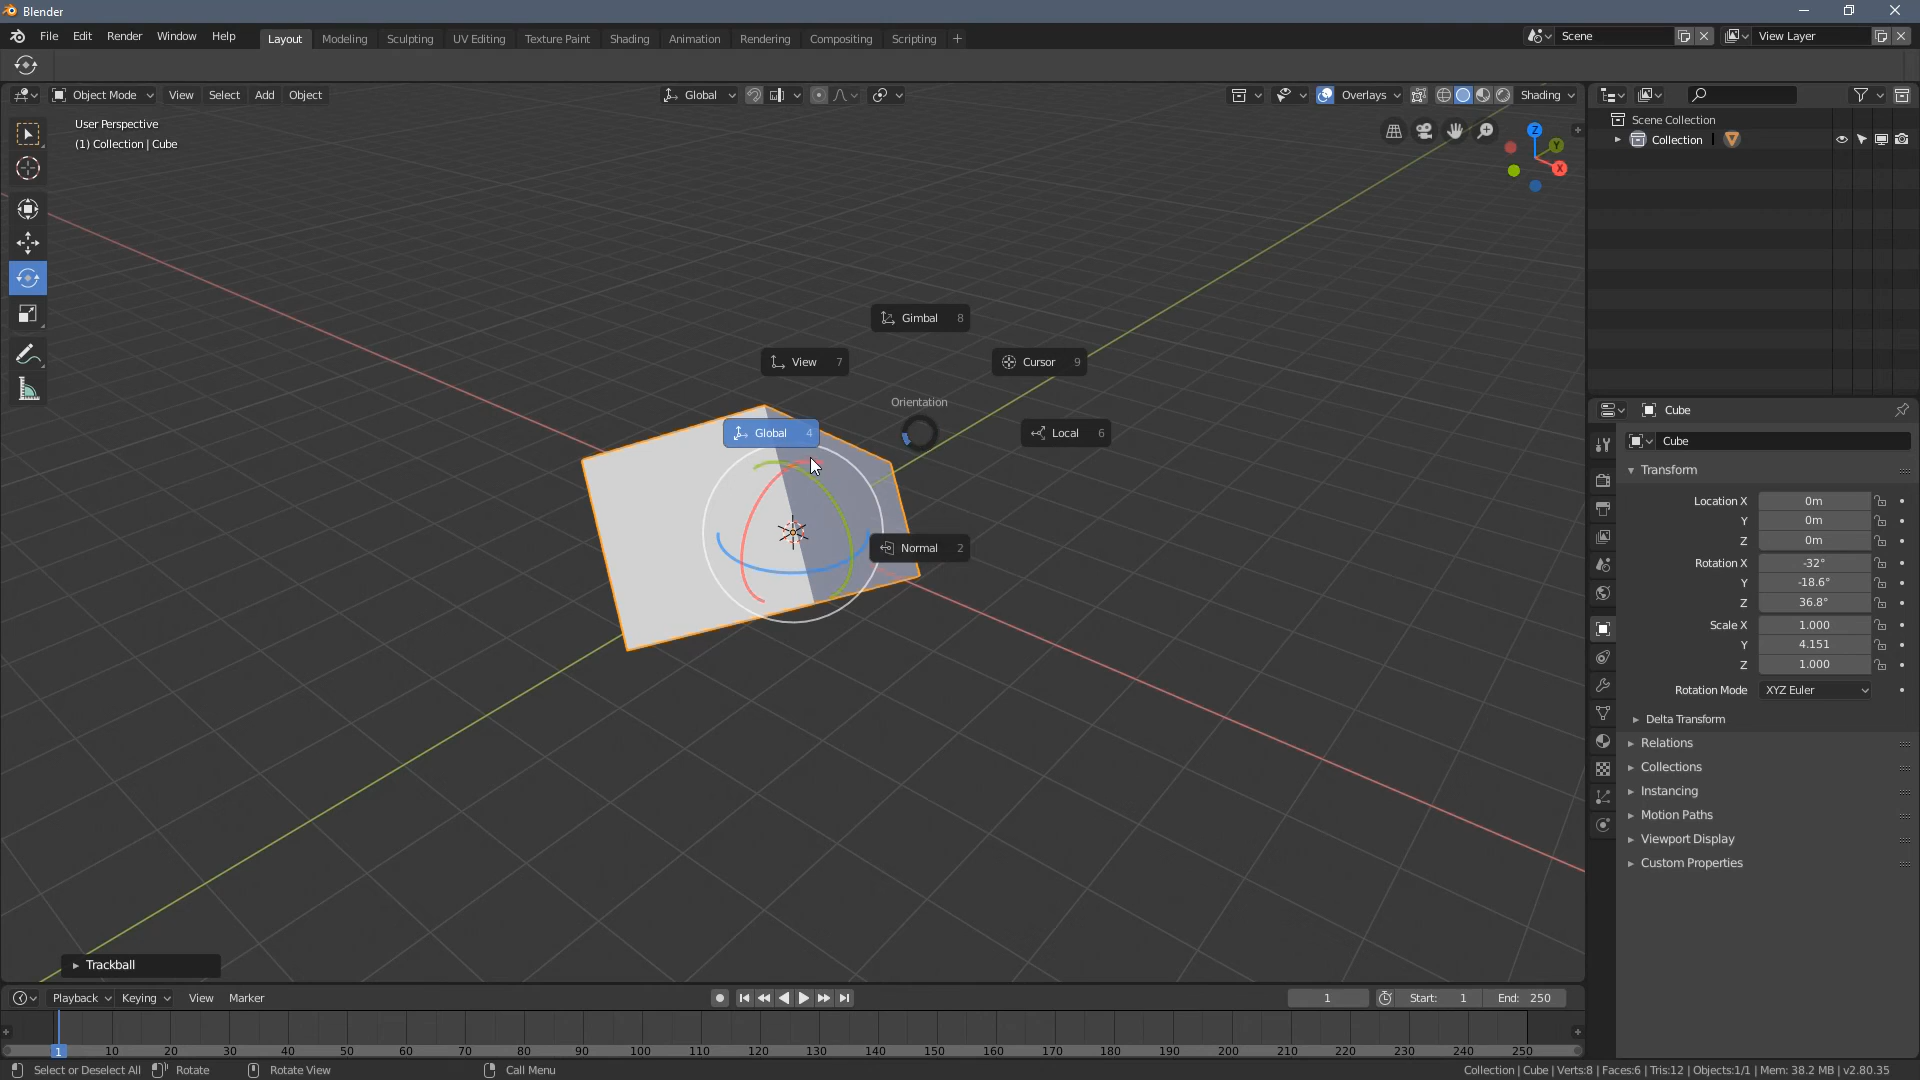 Blender
File Edit Render Window Help Layout Modeling Sculpting UV Editing Texture Paint Shading Animation Rendering Compositing Scripting + Scene View Layer
Object Mode View Select Add Object Global Overlays Shading
User Perspective
(1) Collection | Cube
Z
Y
X
Scene Collection
Collection
Gimbal 8
View 7
Cursor 9
Orientation
Global 4
Local 6
Normal 2
Cube
Cube
Transform
Location X 0m
Y 0m
Z 0m
Rotation X -32°
Y -18.6°
Z 36.8°
Scale X 1.000
Y 4.151
Z 1.000
Rotation Mode XYZ Euler
Delta Transform
Relations
Collections
Instancing
Motion Paths
Viewport Display
Custom Properties
Trackball
Playback Keying View Marker 1 Start: 1 End: 250
1 10 20 30 40 50 60 70 80 90 100 110 120 130 140 150 160 170 180 190 200 210 220 230 240 250
Select or Deselect All Rotate Rotate View Call Menu Collection | Cube | Verts:8 | Faces:6 | Tris:12 | Objects:1/1 | Mem: 38.2 MB | v2.80.35